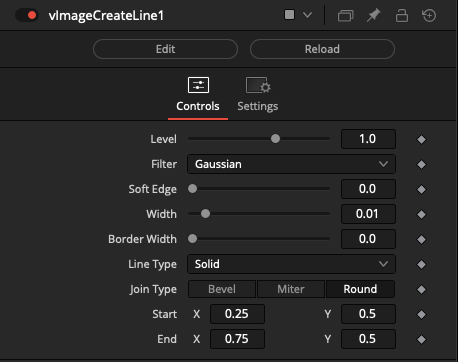 vImageCreateLine1
Edit Reload
Controls Settings
Level 1.0
Filter Gaussian
Soft Edge 0.0
Width 0.01
Border Width 0.0
Line Type Solid
Join Type Bevel Miter Round
Start X 0.25 Y 0.5
End X 0.75 Y 0.5